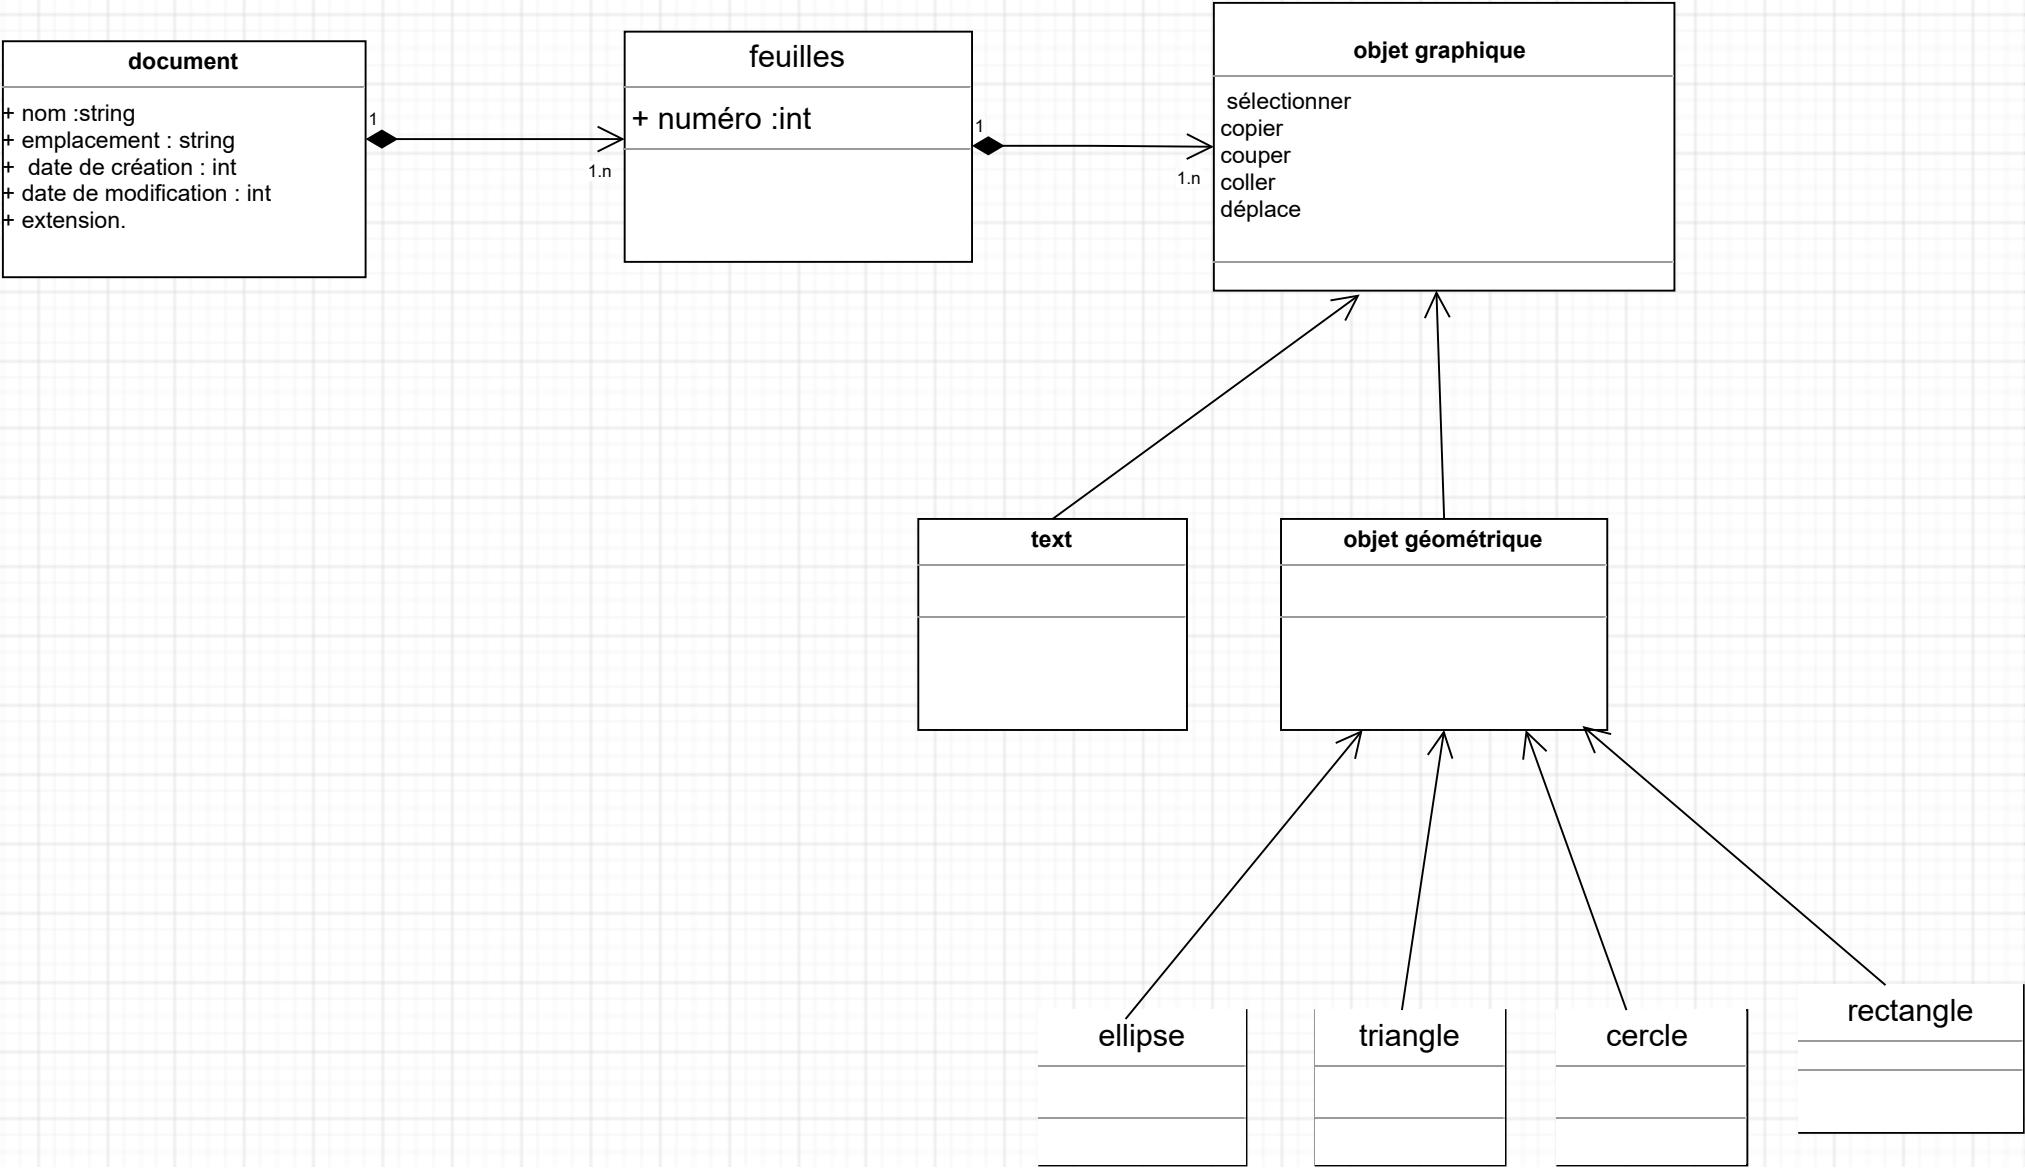 document
+ nom :string
+ emplacement : string
+  date de création : int
+ date de modification : int
+ extension.
1
1.n
feuilles
+ numéro :int
1
1.n
objet graphique
sélectionner
copier
couper
coller
déplace
text
objet géométrique
ellipse
triangle
cercle
rectangle